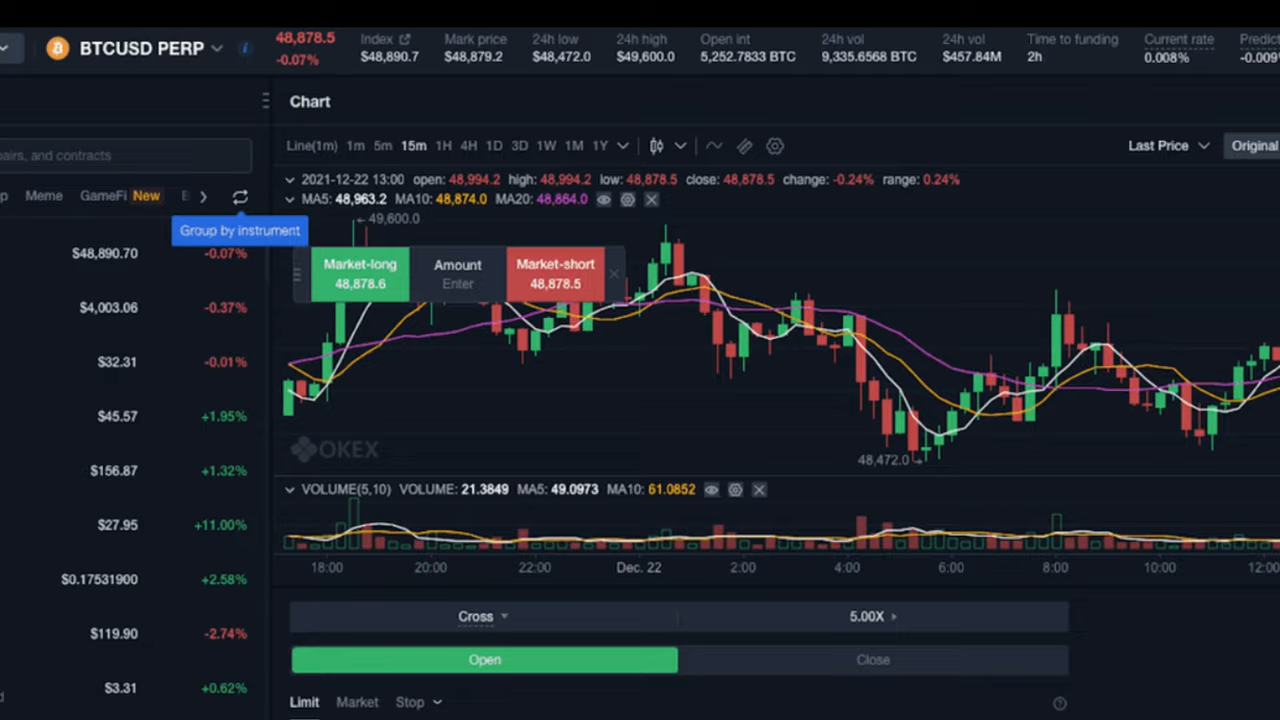 BTCUSD PERP
48,878.5
-0.07%
Index
$48,890.7
Mark price
$48,879.2
24h low
$48,472.0
24h high
$49,600.0
Open int
5,252.7833 BTC
24h vol
9,335.6568 BTC
24h vol
$457.84M
Time to funding
2h
Current rate
0.008%
-0.009
Chart
pairs, and contracts
Line(1m) 1m 5m 15m 1H 4H 1D 3D 1W 1M 1Y
Last Price
Original
Meme GameFi New
Group by instrument
2021-12-22 13:00 open: 48,994.2 high: 48,994.2 low: 48,878.5 close: 48,878.5 change: -0.24% range: 0.24%
MA5: 48,963.2 MA10: 48,874.0 MA20: 48,864.0
49,600.0
Market-long
48,878.6
Amount
Enter
Market-short
48,878.5
$48,890.70 -0.07%
$4,003.06 -0.37%
$32.31 -0.01%
$45.57 +1.95%
$156.87 +1.32%
$27.95 +11.00%
$0.17531900 +2.58%
$119.90 -2.74%
$3.31 +0.62%
OKEX
48,472.0
VOLUME(5,10) VOLUME: 21.3849 MA5: 49.0973 MA10: 61.0852
18:00 20:00 22:00 Dec. 22 2:00 4:00 6:00 8:00 10:00 12:00
Cross
5.00X
Open
Close
Limit Market Stop